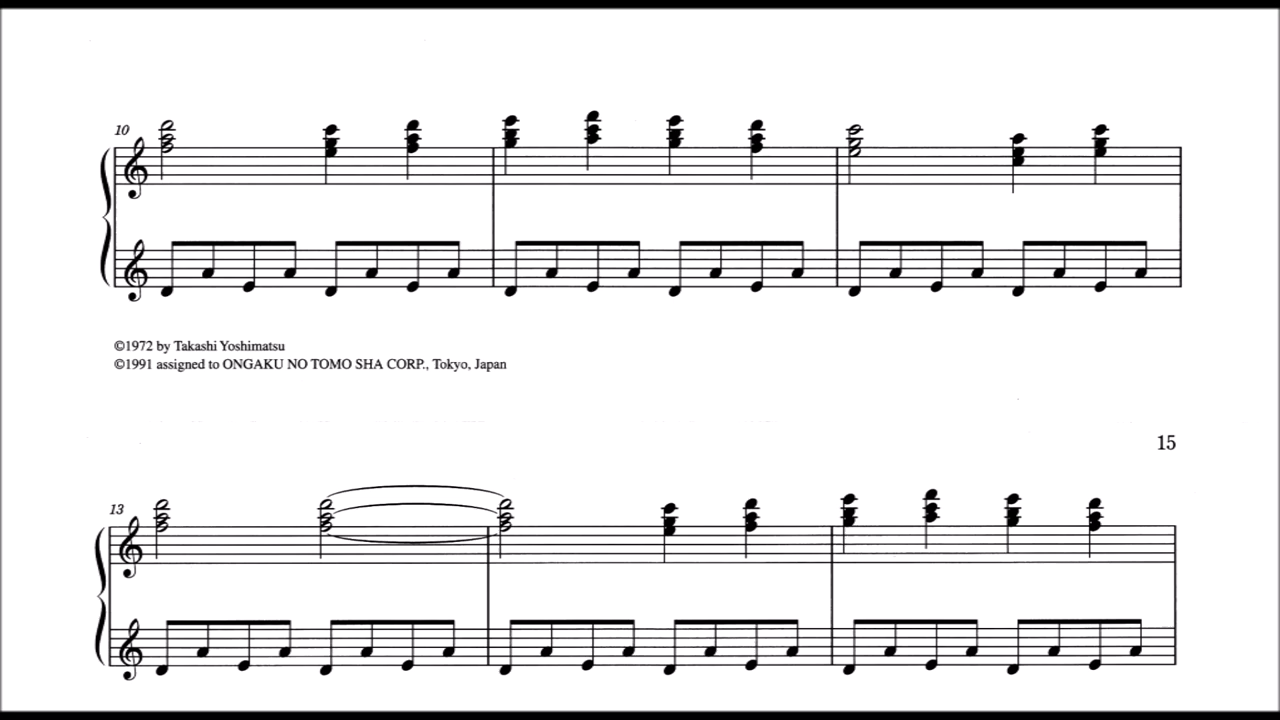 10
©1972 by Takashi Yoshimatsu
©1991 assigned to ONGAKU NO TOMO SHA CORP., Tokyo, Japan
15
13